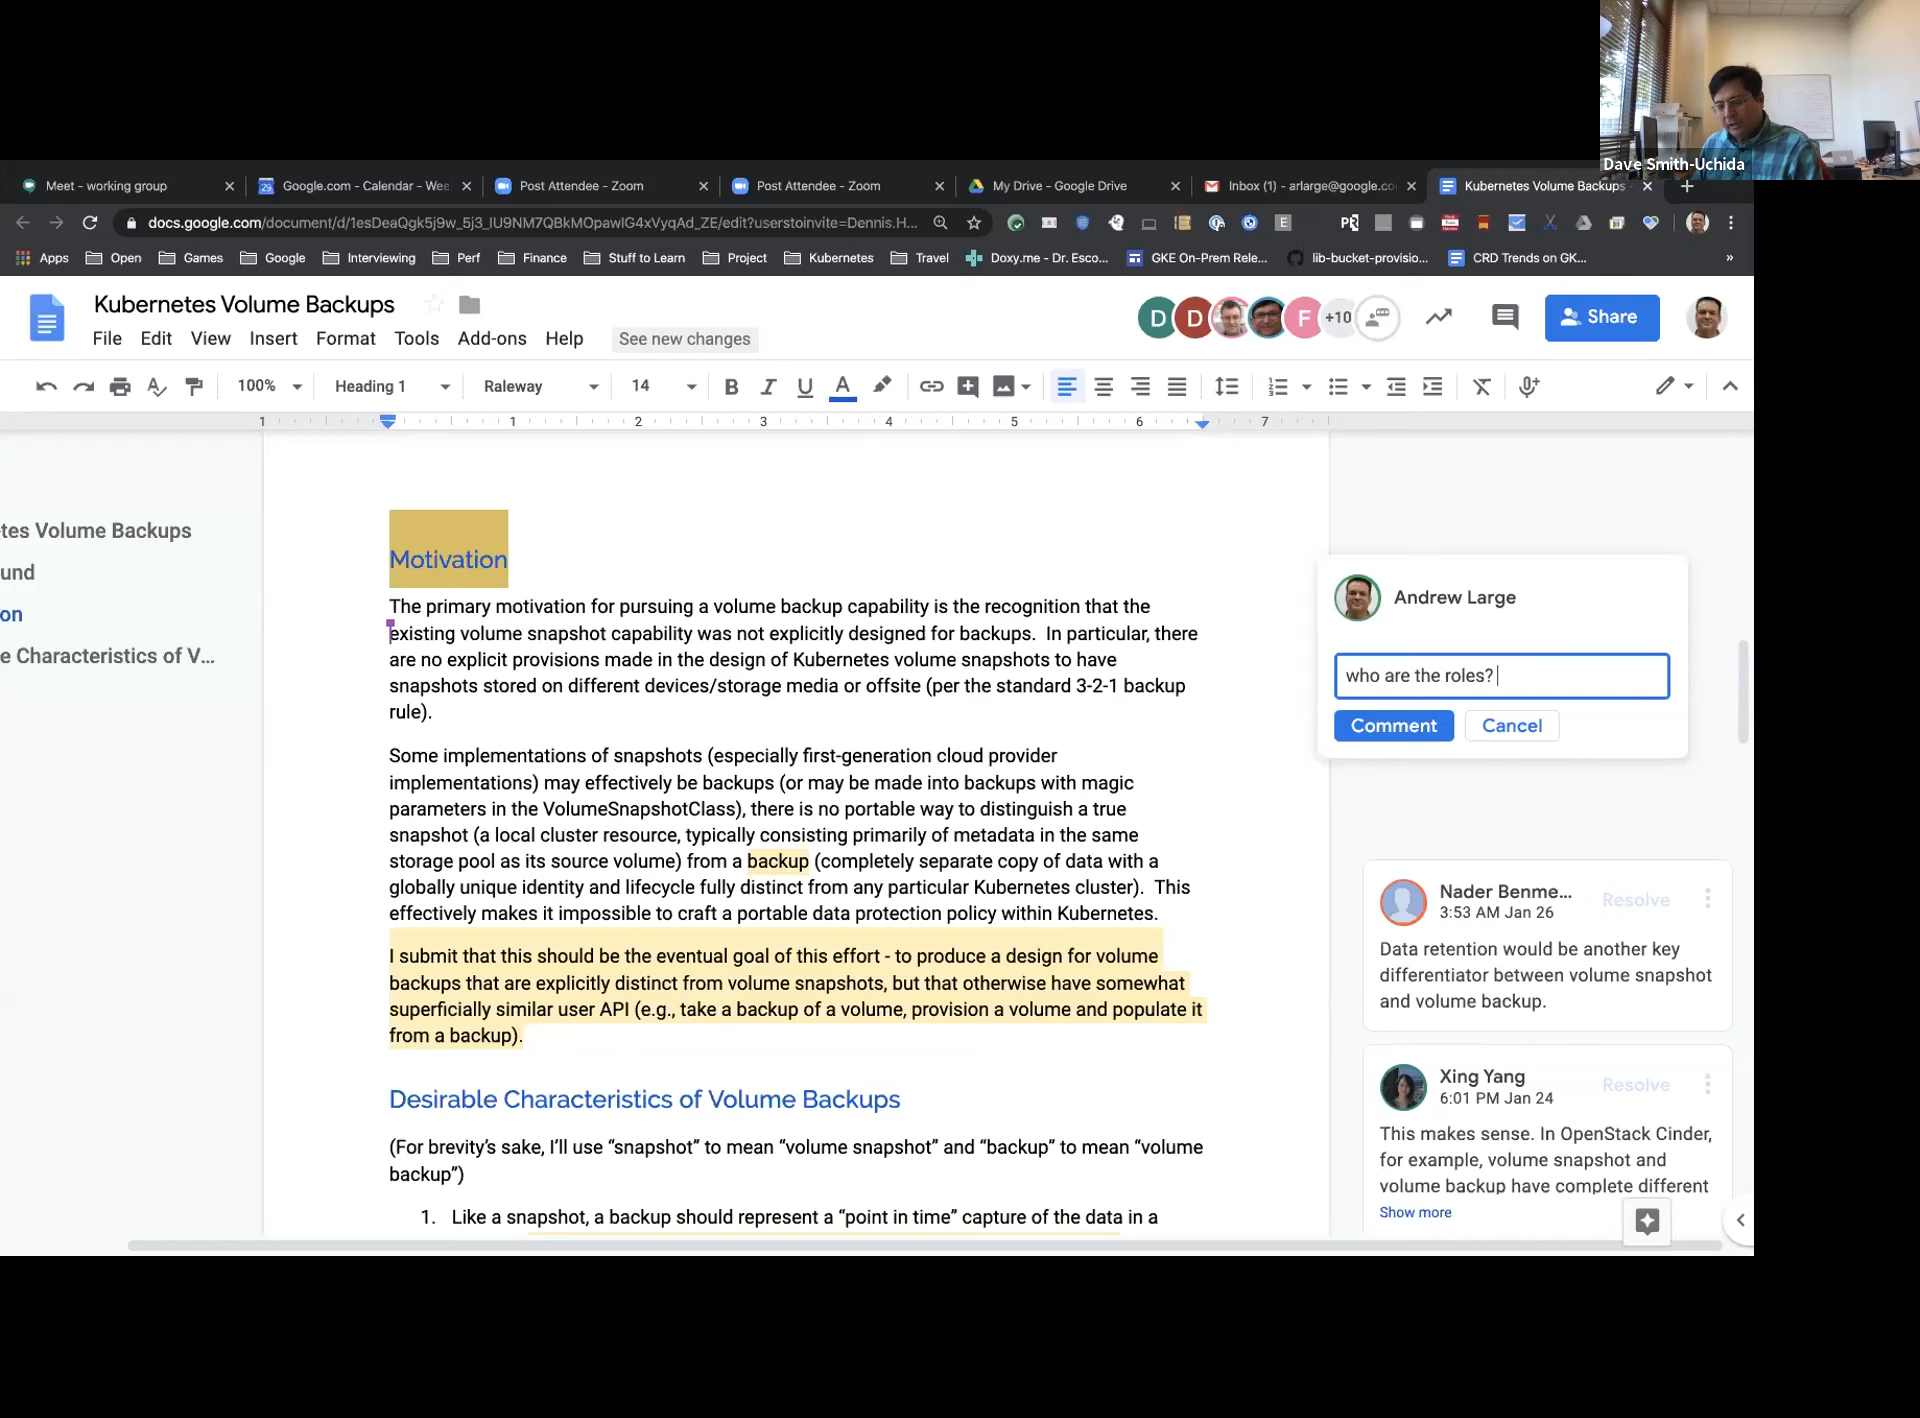 Dave Smith-Uchida
Meet - working group
Google.com - Calendar - Wee
Post Attendee - Zoom
Post Attendee - Zoom
My Drive - Google Drive
Inbox (1) - arlarge@google.co
Kubernetes Volume Backups
docs.google.com/document/d/1esDeaQgk5j9w_5j3_IU9NM7QBkMOpawIG4xVyqAd_ZE/edit?userstoinvite=Dennis.H...
Apps
Open
Games
Google
Interviewing
Perf
Finance
Stuff to Learn
Project
Kubernetes
Travel
Doxy.me - Dr. Esco...
GKE On-Prem Rele...
lib-bucket-provisio...
CRD Trends on GK...
»
Kubernetes Volume Backups
D D F +10
Share
File Edit View Insert Format Tools Add-ons Help See new changes
100% Heading 1 Raleway 14 B I U A
1 1 2 3 4 5 6 7
tes Volume Backups
und
on
e Characteristics of V...
Motivation
The primary motivation for pursuing a volume backup capability is the recognition that the
existing volume snapshot capability was not explicitly designed for backups. In particular, there
are no explicit provisions made in the design of Kubernetes volume snapshots to have
snapshots stored on different devices/storage media or offsite (per the standard 3-2-1 backup
rule).
Some implementations of snapshots (especially first-generation cloud provider
implementations) may effectively be backups (or may be made into backups with magic
parameters in the VolumeSnapshotClass), there is no portable way to distinguish a true
snapshot (a local cluster resource, typically consisting primarily of metadata in the same
storage pool as its source volume) from a backup (completely separate copy of data with a
globally unique identity and lifecycle fully distinct from any particular Kubernetes cluster). This
effectively makes it impossible to craft a portable data protection policy within Kubernetes.
I submit that this should be the eventual goal of this effort - to produce a design for volume
backups that are explicitly distinct from volume snapshots, but that otherwise have somewhat
superficially similar user API (e.g., take a backup of a volume, provision a volume and populate it
from a backup).
Desirable Characteristics of Volume Backups
(For brevity’s sake, I’ll use “snapshot” to mean “volume snapshot” and “backup” to mean “volume
backup”)
1. Like a snapshot, a backup should represent a “point in time” capture of the data in a
Andrew Large
who are the roles?
Comment
Cancel
Nader Benme...
Resolve
3:53 AM Jan 26
Data retention would be another key
differentiator between volume snapshot
and volume backup.
Xing Yang
Resolve
6:01 PM Jan 24
This makes sense. In OpenStack Cinder,
for example, volume snapshot and
volume backup have complete different
Show more